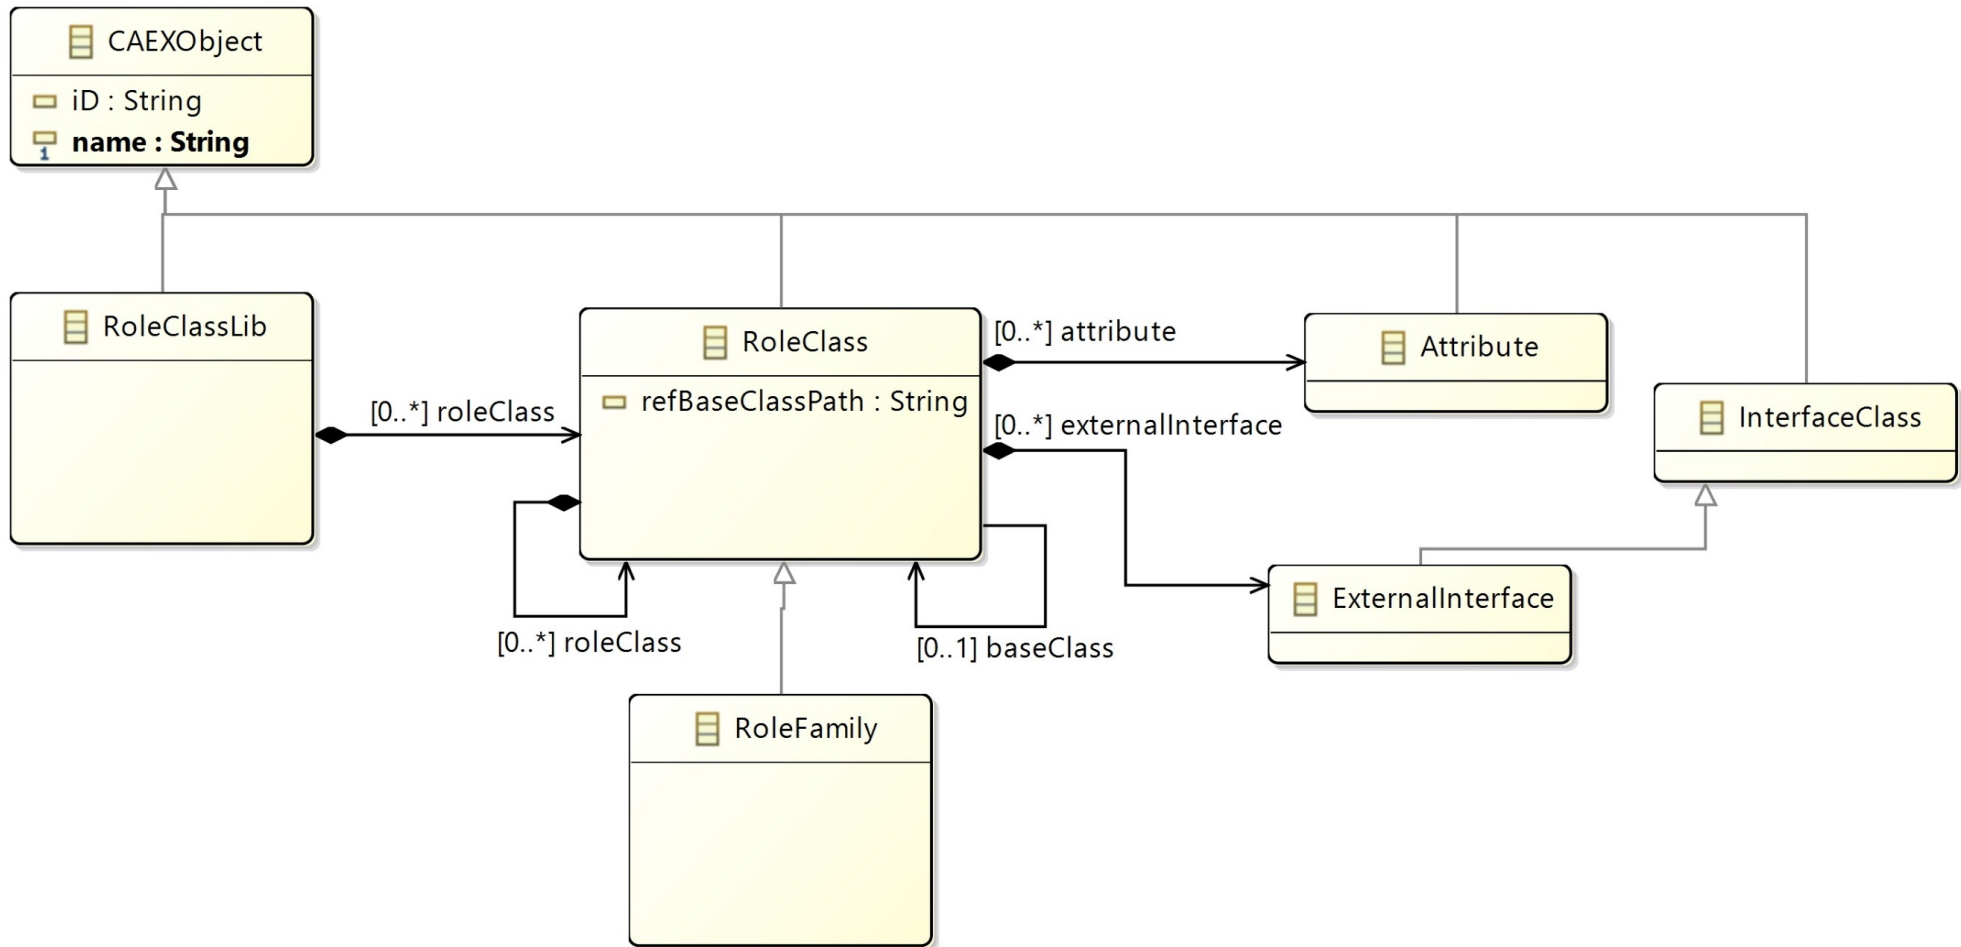 CAEXObject
iD : String
1 name : String
RoleClassLib
[0..*] roleClass
RoleClass
refBaseClassPath : String
[0..*] roleClass
[0..1] baseClass
[0..*] attribute
Attribute
[0..*] externalInterface
InterfaceClass
ExternalInterface
RoleFamily